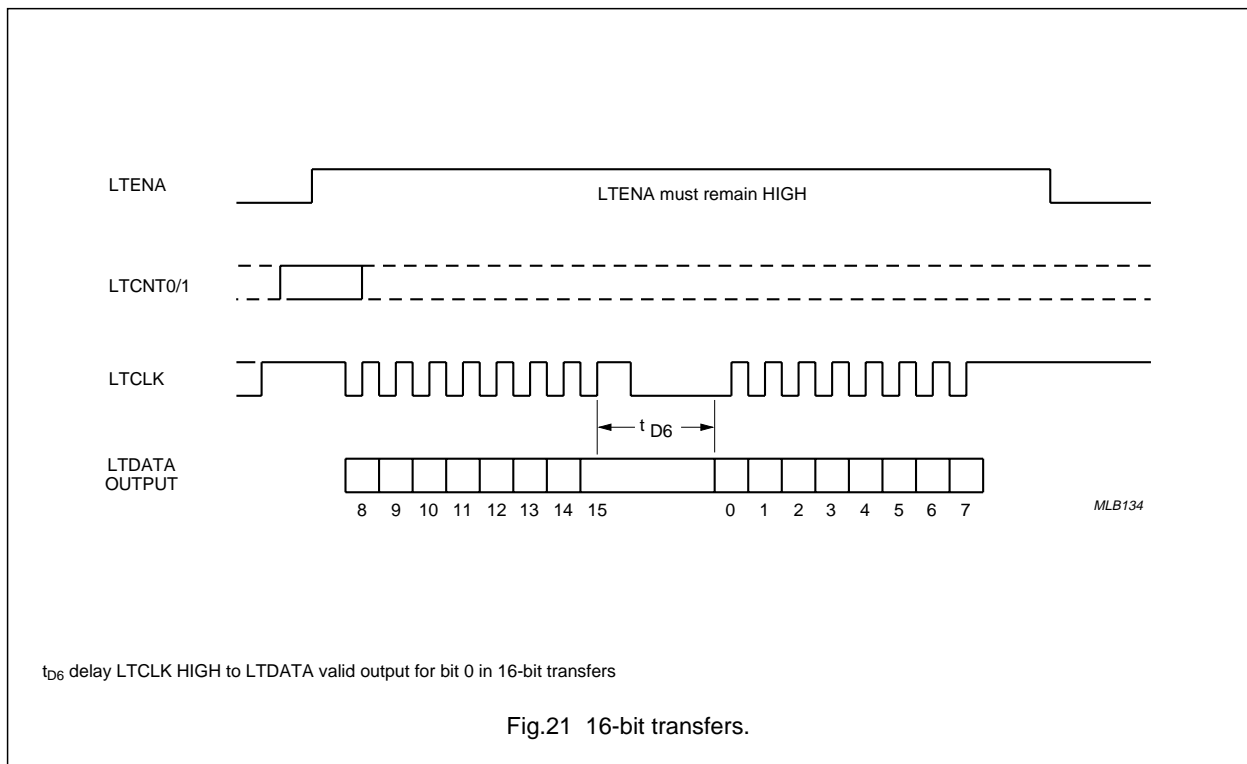 LTENA
LTENA must remain HIGH
LTCNT0/1
LTCLK
t D6
LTDATA
OUTPUT
8 9 10 11 12 13 14 15 0 1 2 3 4 5 6 7
MLB134
tD6 delay LTCLK HIGH to LTDATA valid output for bit 0 in 16-bit transfers
Fig.21 16-bit transfers.